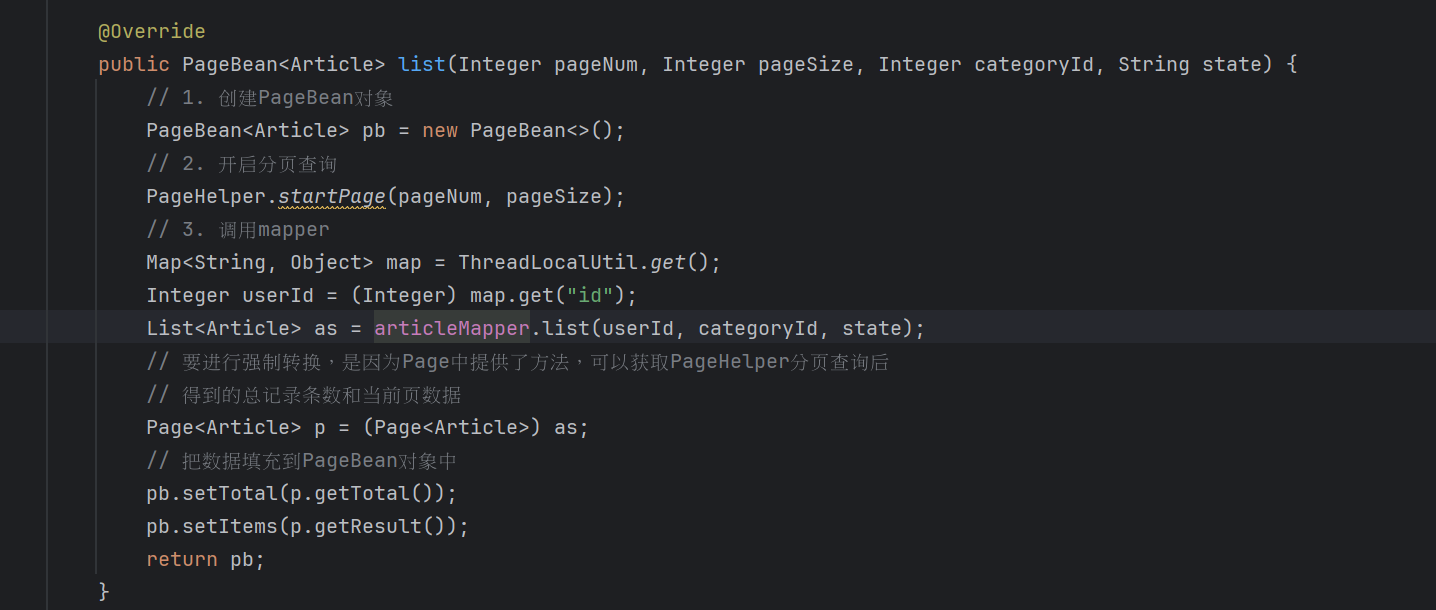 @Override
public PageBean<Article> list(Integer pageNum, Integer pageSize, Integer categoryId, String state) {
// 1. 创建PageBean对象
PageBean<Article> pb = new PageBean<>();
// 2. 开启分页查询
PageHelper.startPage(pageNum, pageSize);
// 3. 调用mapper
Map<String, Object> map = ThreadLocalUtil.get();
Integer userId = (Integer) map.get("id");
List<Article> as = articleMapper.list(userId, categoryId, state);
// 要进行强制转换，是因为Page中提供了方法，可以获取PageHelper分页查询后
// 得到的总记录条数和当前页数据
Page<Article> p = (Page<Article>) as;
// 把数据填充到PageBean对象中
pb.setTotal(p.getTotal());
pb.setItems(p.getResult());
return pb;
}